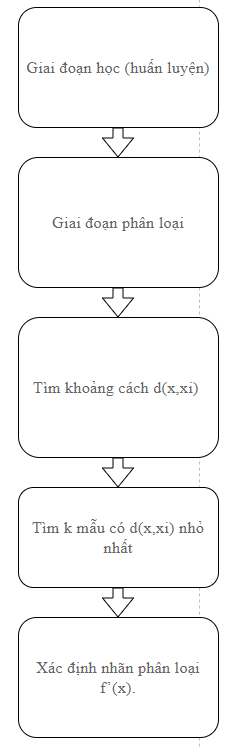 Giai đoạn học (huấn luyện)
Giai đoạn phân loại
Tìm khoảng cách d(x,xi)
Tìm k mẫu có d(x,xi) nhỏ
nhất
Xác định nhãn phân loại
f’(x).